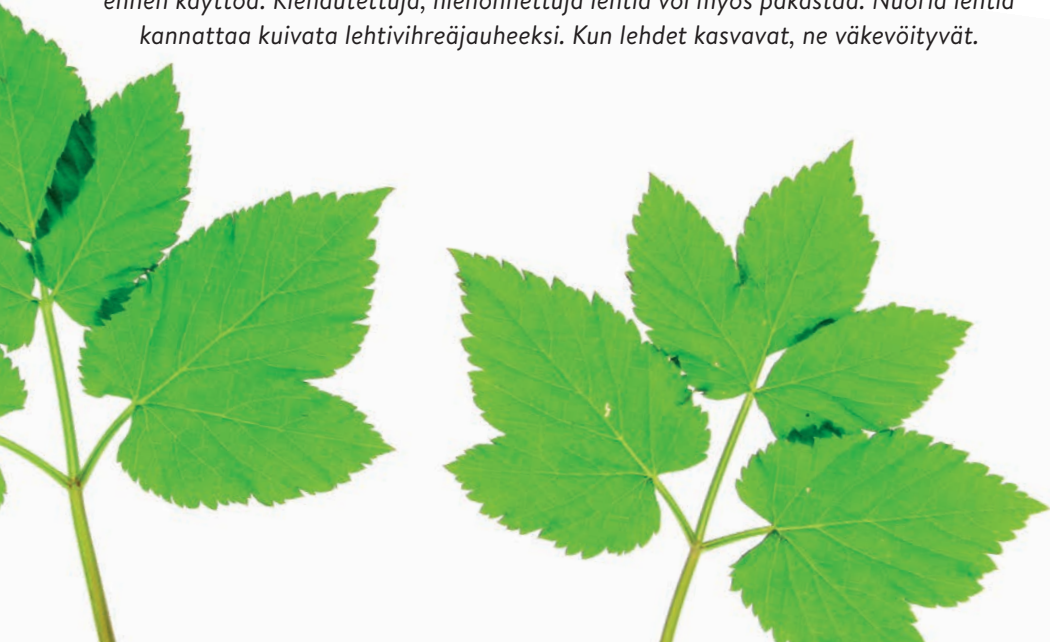 ennen käyttöä. Kiehautettuja, hienonnettuja lehtiä voi myös pakastaa. Nuoria lehtiä
kannattaa kuivata lehtivihreäjauheeksi. Kun lehdet kasvavat, ne väkevöityvät.